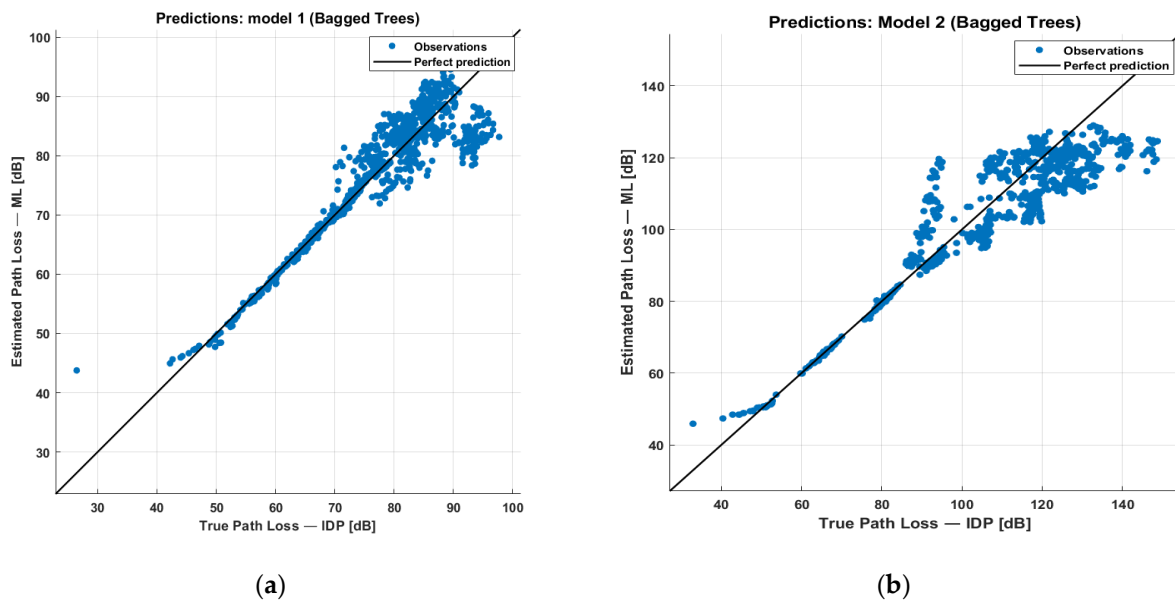 Predictions: model 1 (Bagged Trees)
Observations
Perfect prediction
100
90
80
70
60
50
40
30
Estimated Path Loss — ML [dB]
30
40
50
60
70
80
90
100
True Path Loss — IDP [dB]
(a)
Predictions: Model 2 (Bagged Trees)
Observations
Perfect prediction
140
120
100
80
60
40
Estimated Path Loss — ML [dB]
40
60
80
100
120
140
True Path Loss — IDP [dB]
(b)